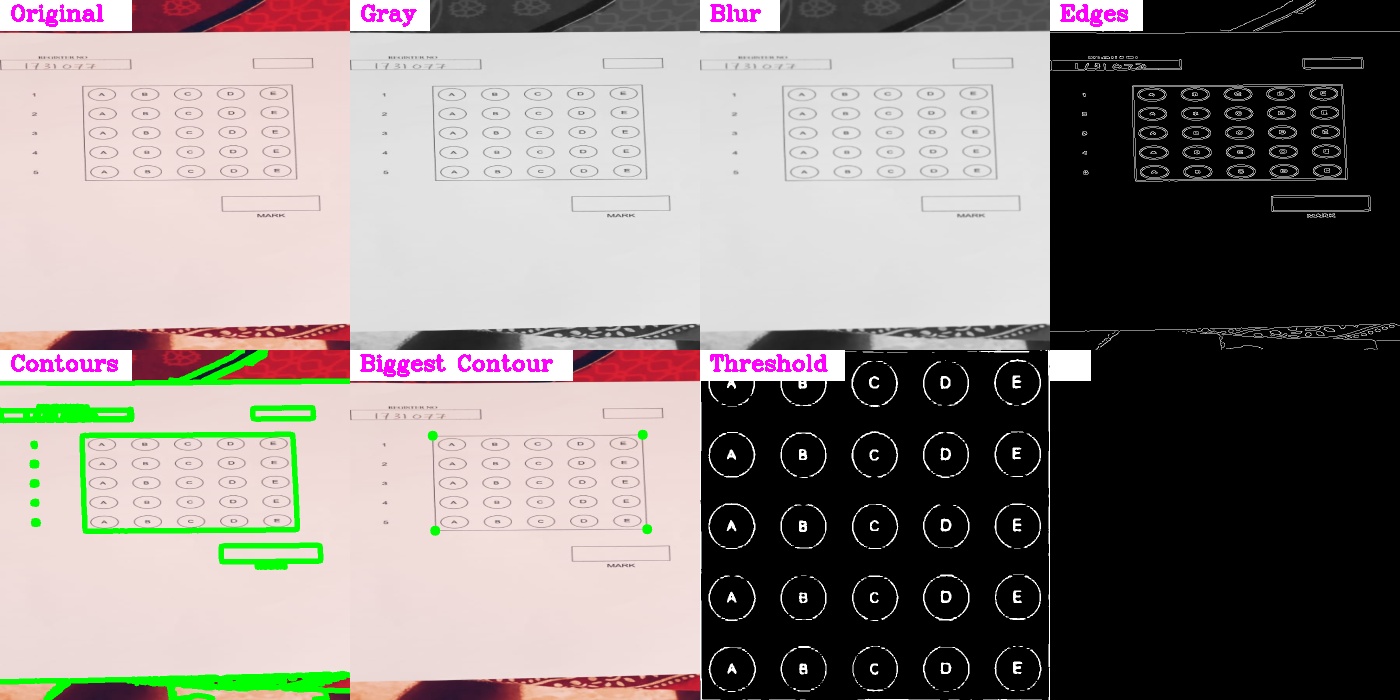 Original
REGISTER NO
1731077
1 A B C D E
2 A B C D E
3 A B C D E
4 A B C D E
5 A B C D E
MARK
Gray
REGISTER NO
1731077
1 A B C D E
2 A B C D E
3 A B C D E
4 A B C D E
5 A B C D E
MARK
Blur
REGISTER NO
1731077
1 A B C D E
2 A B C D E
3 A B C D E
4 A B C D E
5 A B C D E
MARK
Edges
MARK
Contours
A B C D E
A B C D E
A B C D E
A B C D E
A B C D E
Biggest Contour
REGISTER NO
1731077
1 A B C D E
2 A B C D E
3 A B C D E
4 A B C D E
5 A B C D E
MARK
Threshold
A B C D E
A B C D E
A B C D E
A B C D E
A B C D E